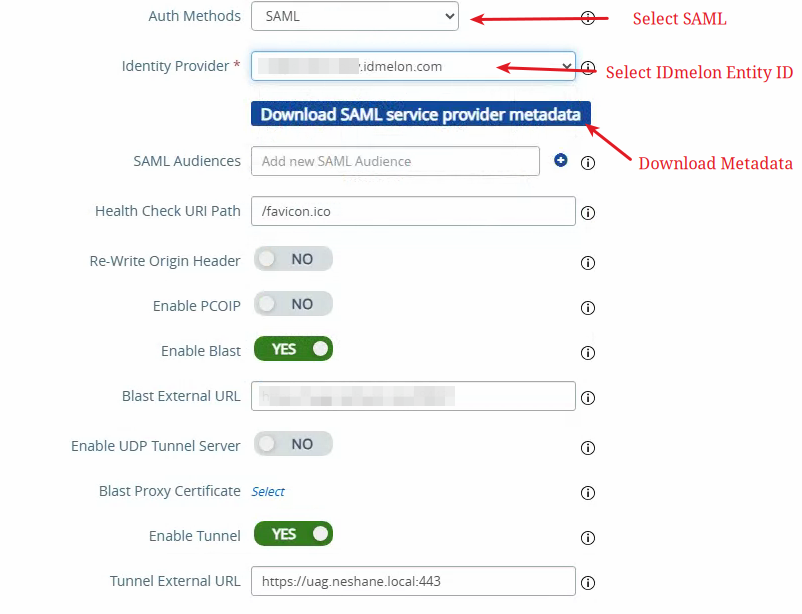 Auth Methods SAML Select SAML
Identity Provider * .idmelon.com Select IDmelon Entity ID
Download SAML service provider metadata
SAML Audiences Add new SAML Audience Download Metadata
Health Check URI Path /favicon.ico
Re-Write Origin Header NO
Enable PCOIP NO
Enable Blast YES
Blast External URL
Enable UDP Tunnel Server NO
Blast Proxy Certificate Select
Enable Tunnel YES
Tunnel External URL https://uag.neshane.local:443